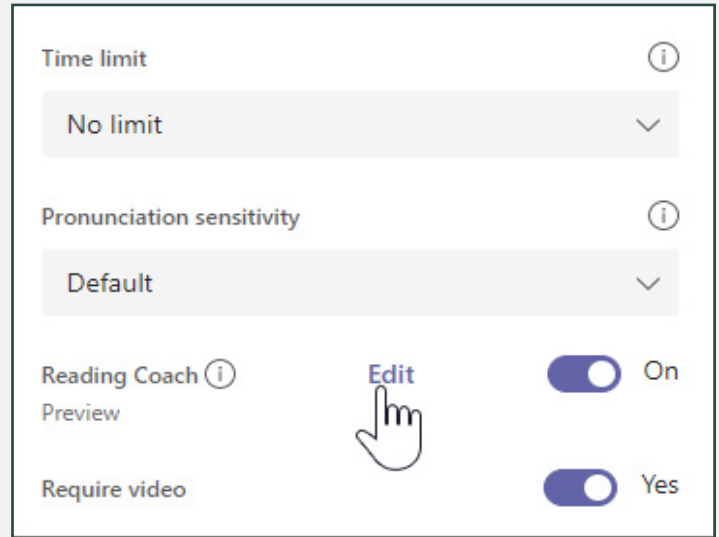 Time limit
No limit
Pronunciation sensitivity
Default
Reading Coach Edit On
Preview
Require video Yes